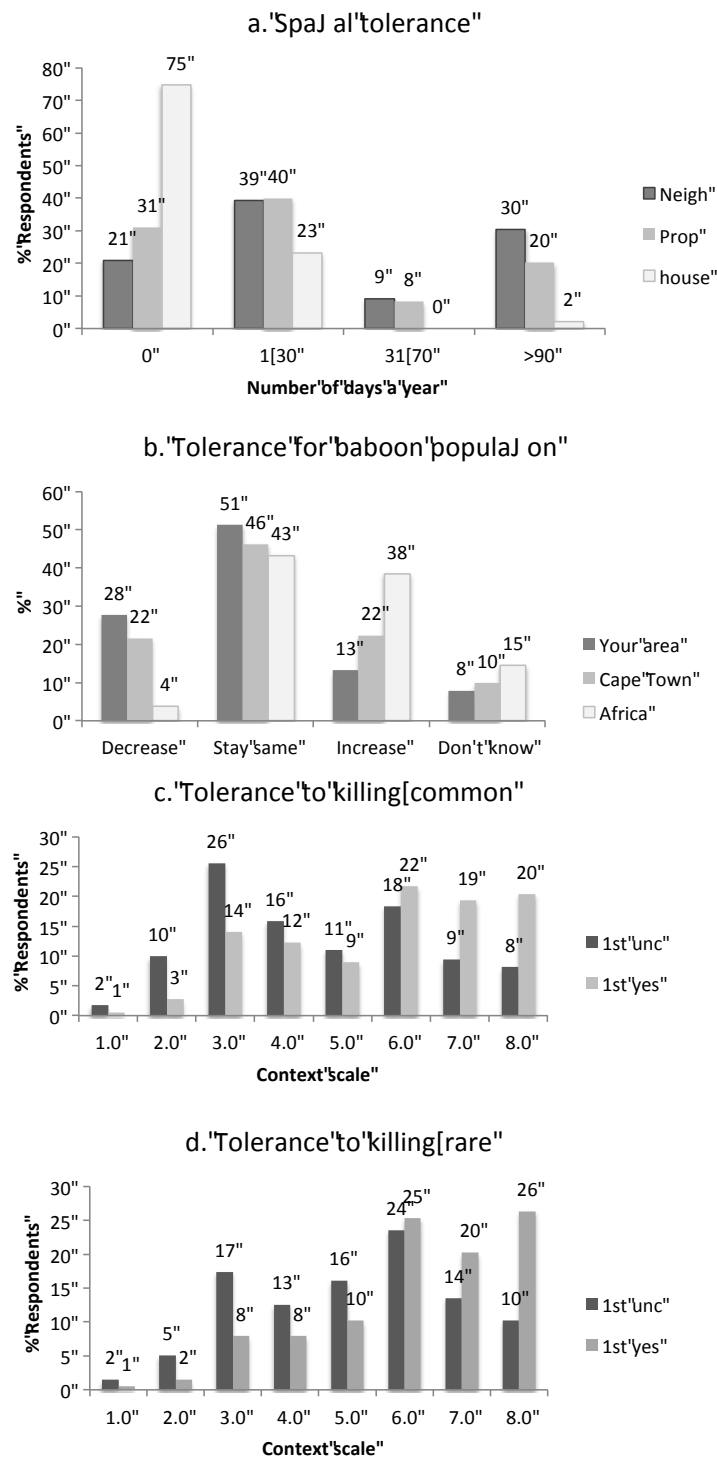 a."SpaJ al"tolerance"
80"
70"
60"
50"
40"
30"
20"
10"
0"
%"Respondents"
21" 31" 75"
39" 40" 23"
9" 8" 0"
30" 20" 2"
0" 1[30" 31[70" >90"
Number"of"days"a"year"
Neigh"
Prop"
house"
b."Tolerance"for"baboon"populaJ on"
60"
50"
40"
30"
20"
10"
0"
%"
28" 22" 4"
51" 46" 43"
13" 22" 38"
8" 10" 15"
Decrease" Stay"same" Increase" Don't"know"
Your"area"
Cape"Town"
Africa"
c."Tolerance"to"killing[common"
30"
25"
20"
15"
10"
5"
0"
%"Respondents"
2" 1"
10" 3"
26" 14"
16" 12"
11" 9"
18" 22"
9" 19"
8" 20"
1.0" 2.0" 3.0" 4.0" 5.0" 6.0" 7.0" 8.0"
Context"scale"
1st"unc"
1st"yes"
d."Tolerance"to"killing[rare"
30"
25"
20"
15"
10"
5"
0"
%"Respondents"
2" 1"
5" 2"
17" 8"
13" 8"
16" 10"
24" 25"
14" 20"
10" 26"
1.0" 2.0" 3.0" 4.0" 5.0" 6.0" 7.0" 8.0"
Context"scale"
1st"unc"
1st"yes"